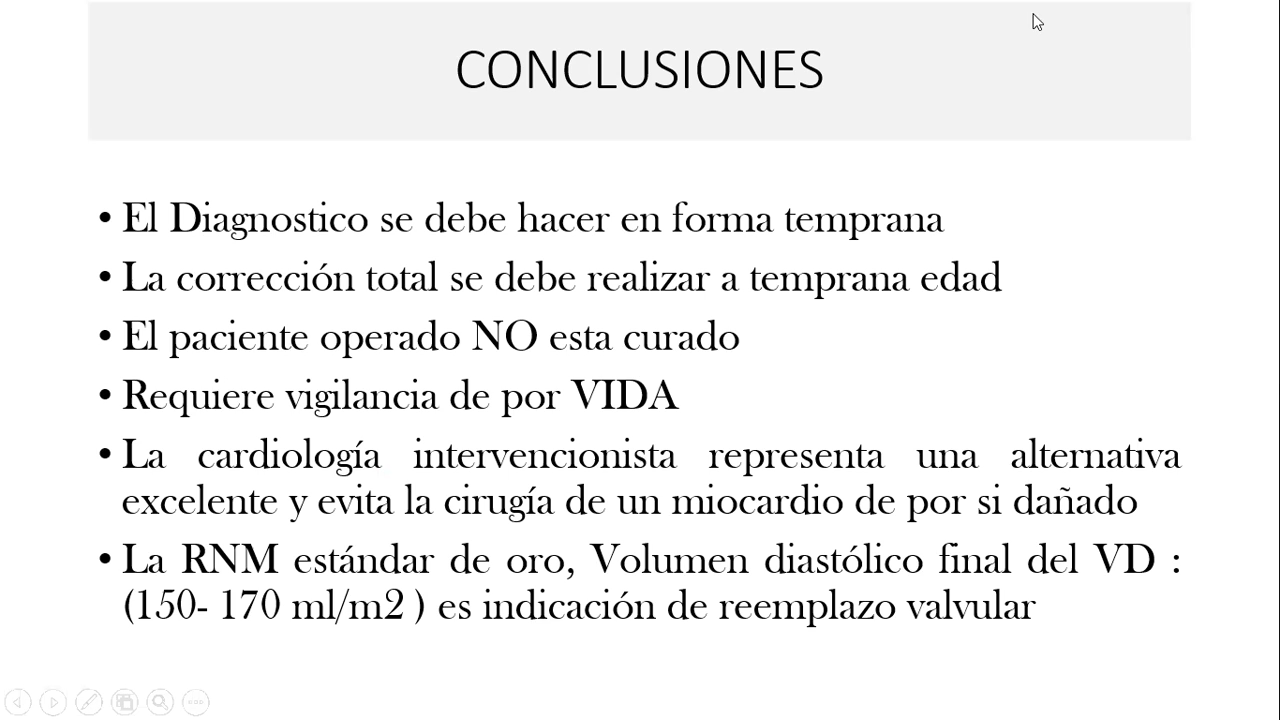 CONCLUSIONES
• El Diagnostico se debe hacer en forma temprana
• La corrección total se debe realizar a temprana edad
• El paciente operado NO esta curado
• Requiere vigilancia de por VIDA
• La cardiología intervencionista representa una alternativa
excelente y evita la cirugía de un miocardio de por si dañado
• La RNM estándar de oro, Volumen diastólico final del VD :
(150- 170 ml/m2 ) es indicación de reemplazo valvular